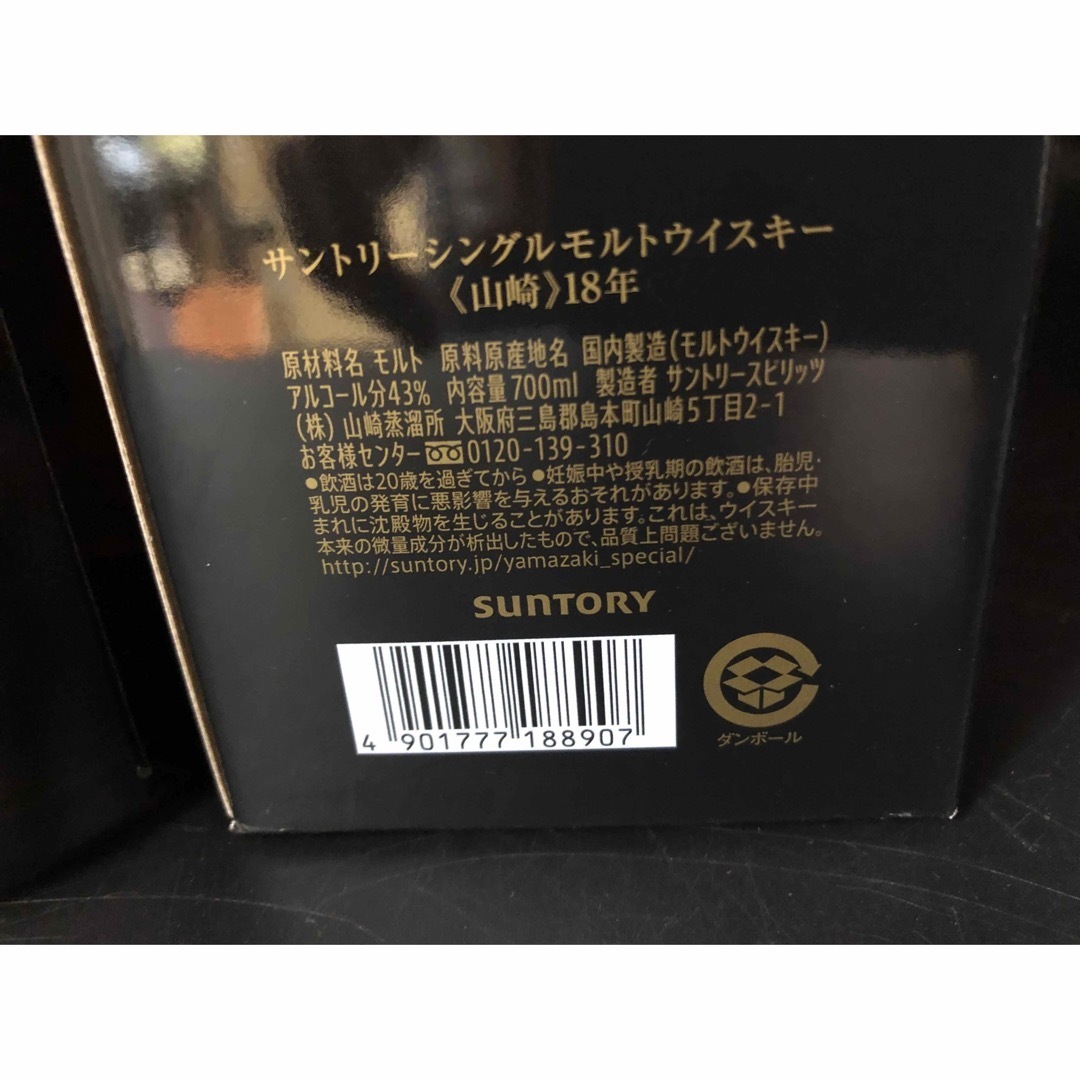 サントリーシングルモルトウイスキー
《山崎》18年
原材料名 モルト 原料原産地名 国内製造(モルトウイスキー)
アルコール分43% 内容量700ml 製造者 サントリースピリッツ
(株) 山崎蒸溜所 大阪府三島郡島本町山崎5丁目2-1
お客様センター 0120-139-310
●飲酒は20歳を過ぎてから ●妊娠中や授乳期の飲酒は、胎児・
乳児の発育に悪影響を与えるおそれがあります。●保存中
まれに沈殿物を生じることがあります。これは、ウイスキー
本来の微量成分が析出したもので、品質上問題ございません。
http://suntory.jp/yamazaki_special/
SUNTORY
4 901777 188907
ダンボール